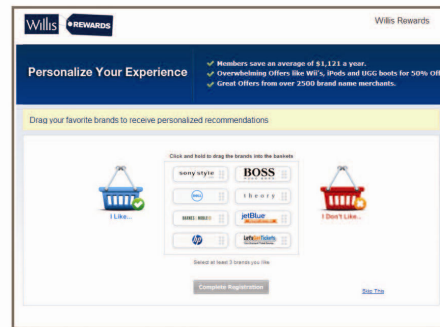 Willis REWARDS
Willis Rewards
Personalize Your Experience
Members save an average of $1,121 a year.
Overwhelming Offers like Wii's, iPods and UGG boots for 50% Off
Great Offers from over 2500 brand name merchants.
Drag your favorite brands to receive personalized recommendations
Click and hold to drag the brands into the baskets
sony style
BOSS
DELL
theory
BARNES & NOBLE
jetBlue
hp
I Like...
I Don't Like...
Select at least 3 brands you like
Complete Registration
Skip This